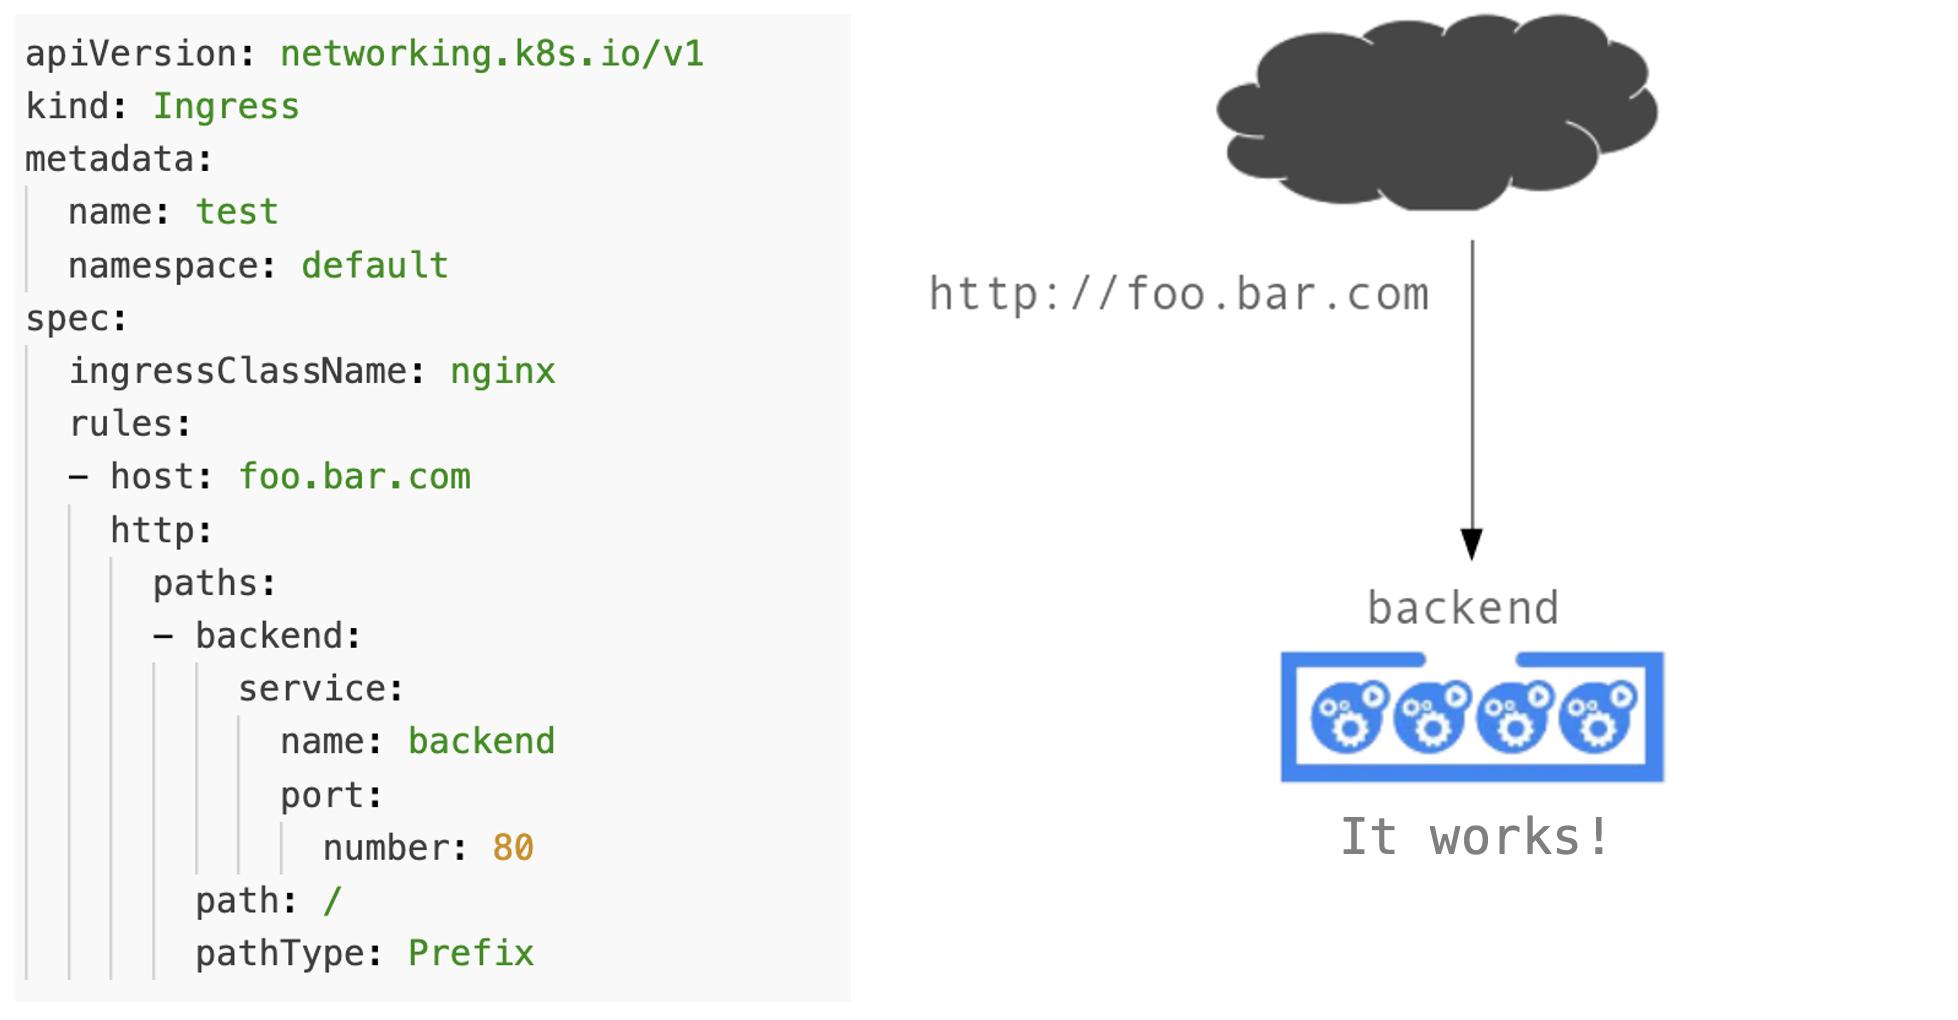 apiVersion: networking.k8s.io/v1
kind: Ingress
metadata:
  name: test
  namespace: default
spec:
  ingressClassName: nginx
  rules:
  - host: foo.bar.com
    http:
      paths:
      - backend:
          service:
            name: backend
            port:
              number: 80
        path: /
        pathType: Prefix
http://foo.bar.com
backend
It works!